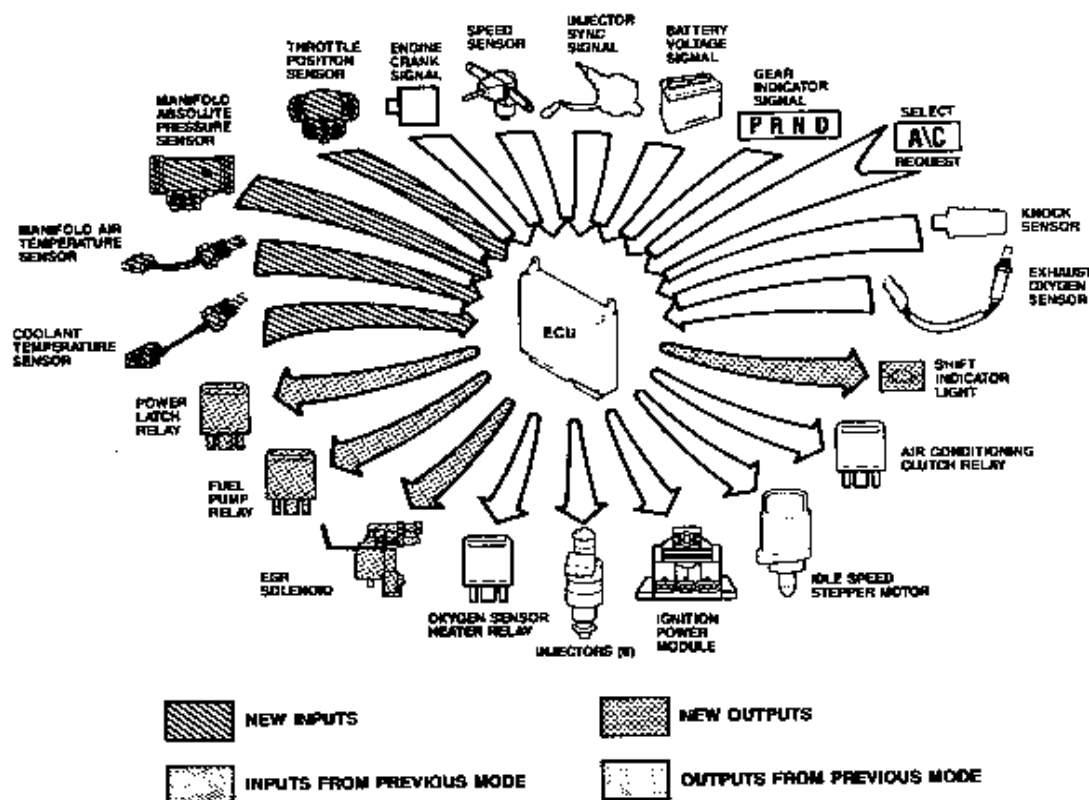 THROTTLE
POSITION
SENSOR
ENGINE
CRANK
SIGNAL
SPEED
SENSOR
INJECTOR
SYNC
SIGNAL
BATTERY
VOLTAGE
SIGNAL
GEAR
INDICATOR
SIGNAL
P R N D
SELECT
A\C
REQUEST
MANIFOLD
ABSOLUTE
PRESSURE
SENSOR
KNOCK
SENSOR
MANIFOLD AIR
TEMPERATURE
SENSOR
EXHAUST
OXYGEN
SENSOR
COOLANT
TEMPERATURE
SENSOR
ECU
SHIFT
INDICATOR
LIGHT
POWER
LATCH
RELAY
AIR CONDITIONING
CLUTCH RELAY
FUEL
PUMP
RELAY
EGR
SOLENOID
IDLE SPEED
STEPPER MOTOR
OXYGEN SENSOR
HEATER RELAY
INJECTORS
IGNITION
POWER
MODULE
NEW INPUTS
NEW OUTPUTS
INPUTS FROM PREVIOUS MODE
OUTPUTS FROM PREVIOUS MODE